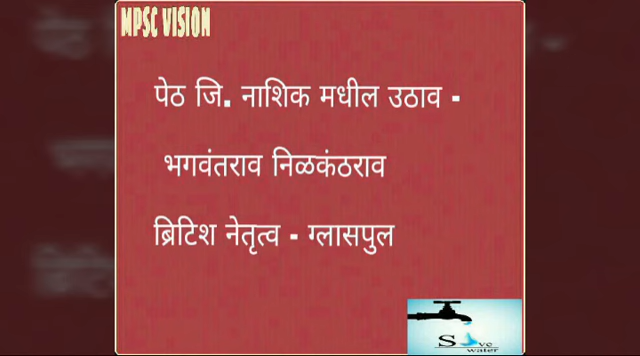 MPSC VISION
पेठ जि. नाशिक मधील उठाव -
भगवंतराव निळकंठराव
ब्रिटिश नेतृत्व - ग्लासपुल
Save
water